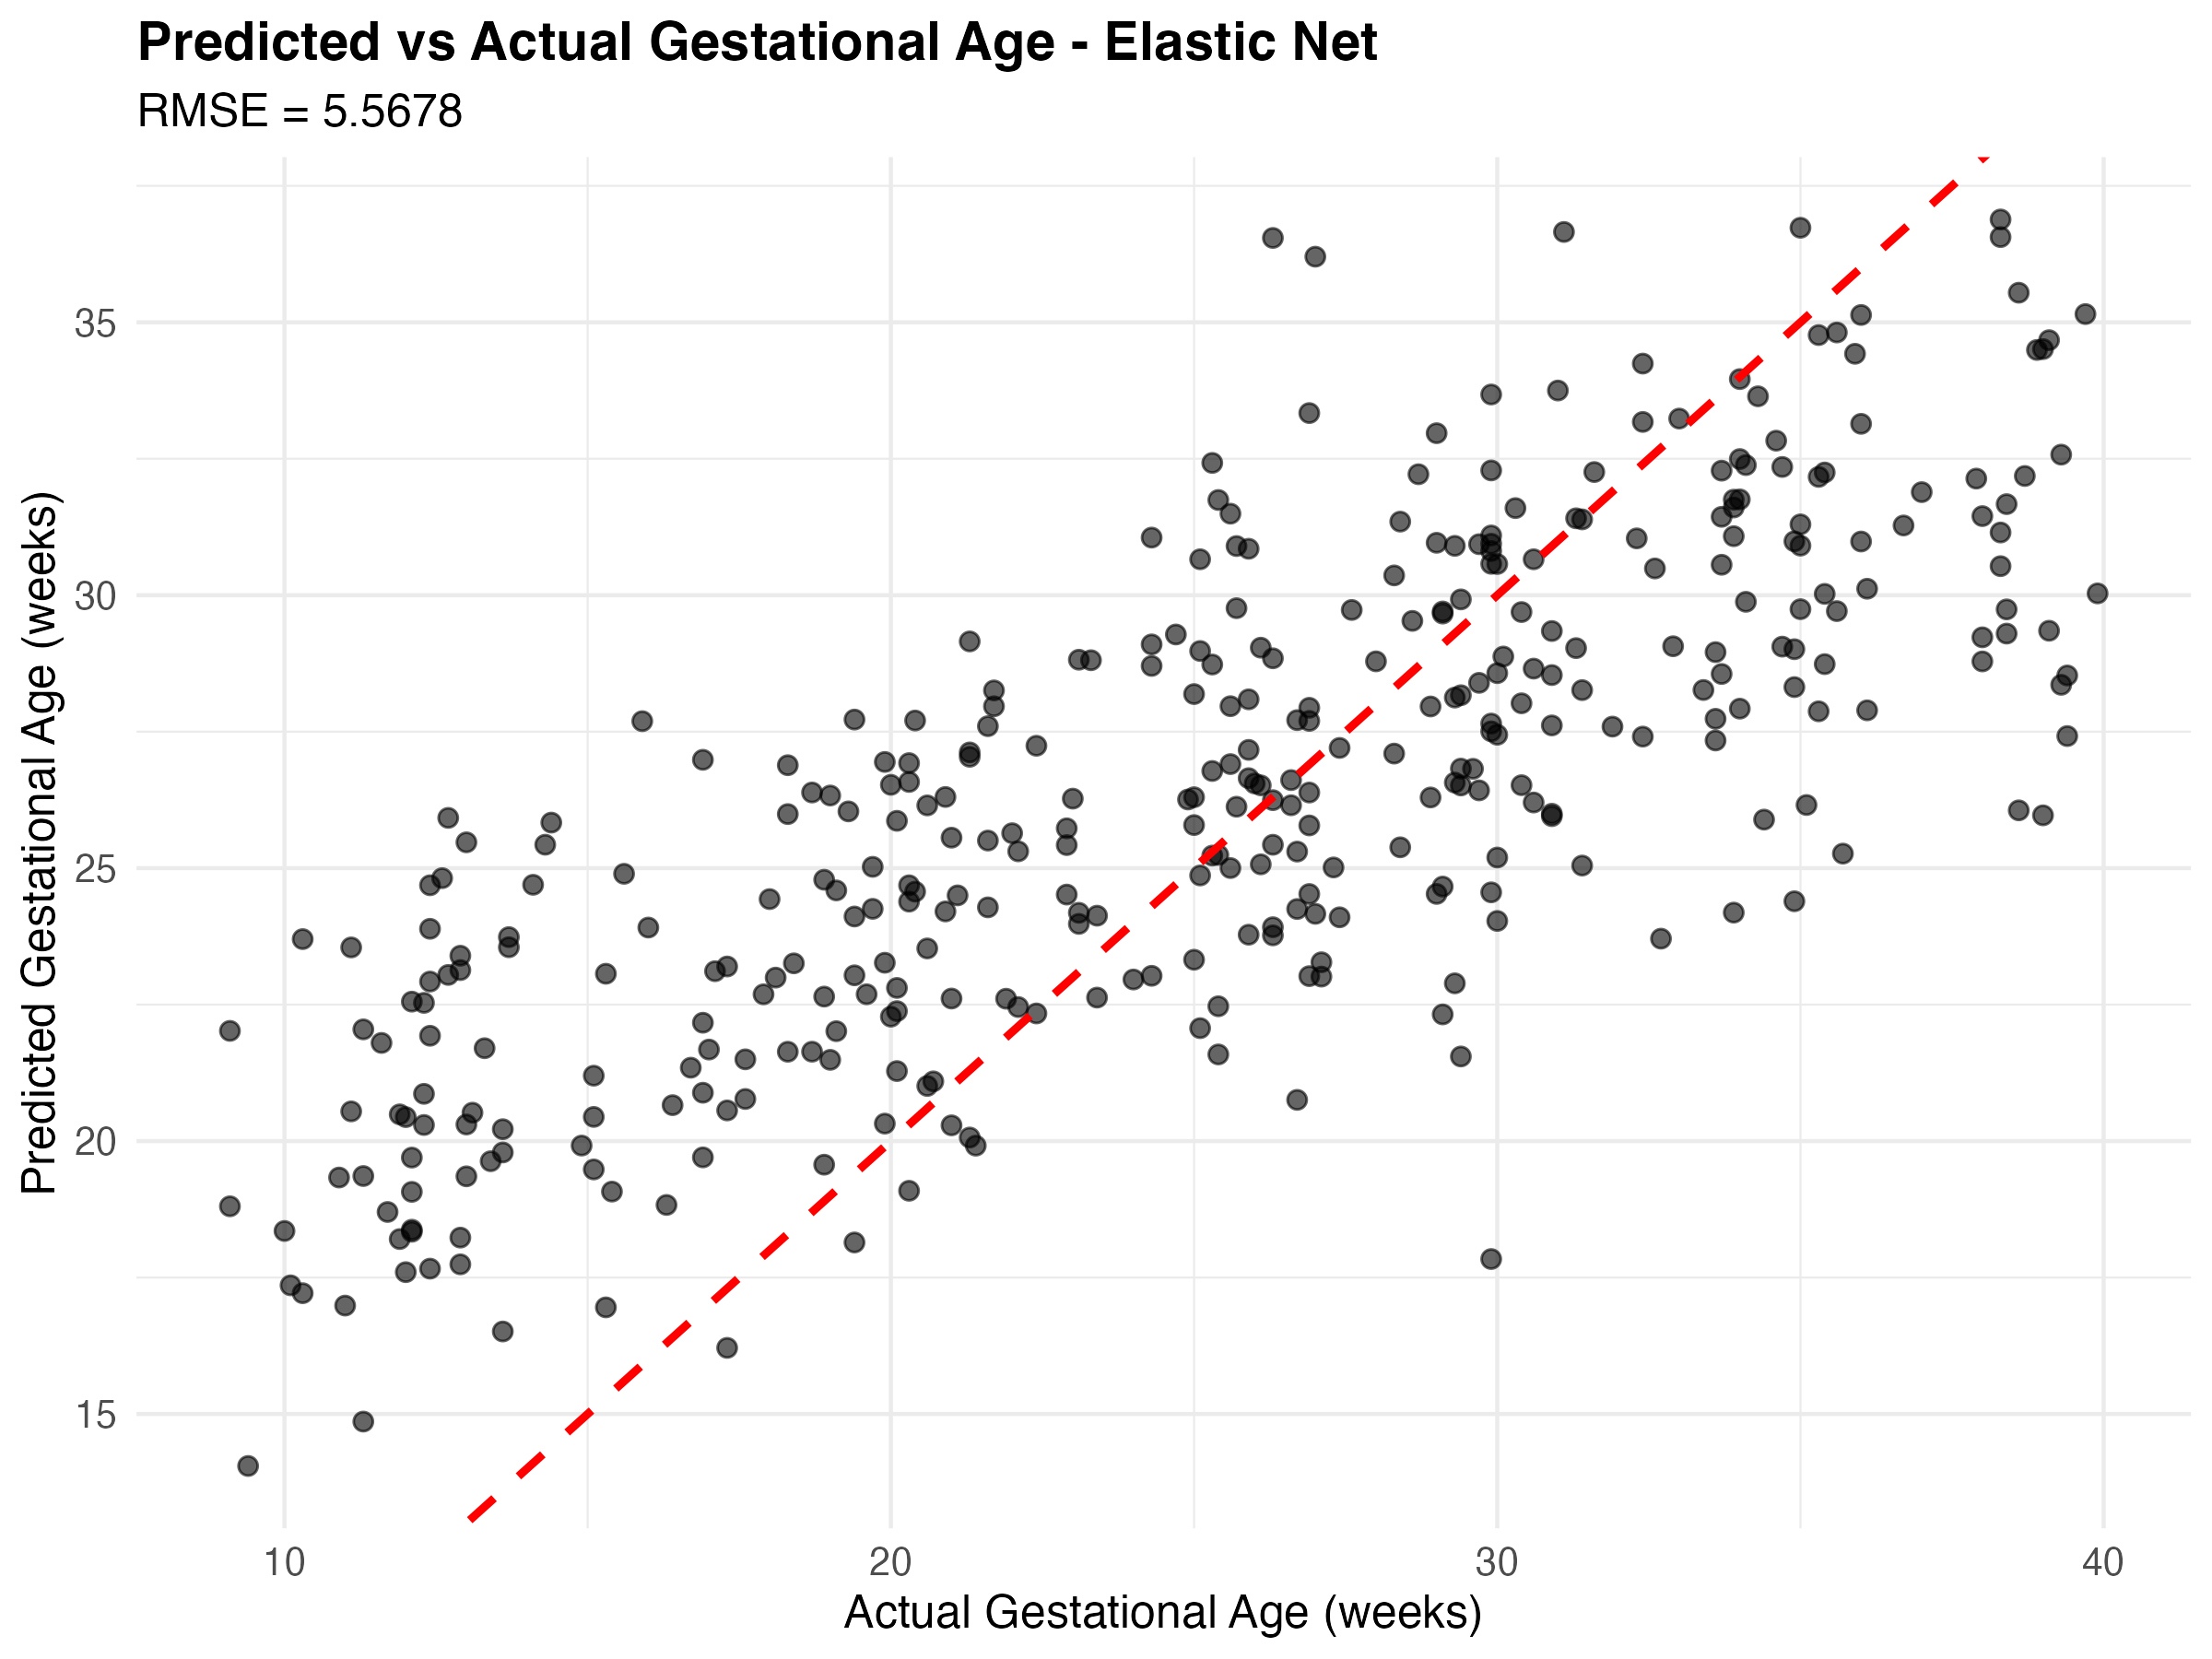 Predicted vs Actual Gestational Age - Elastic Net
RMSE = 5.5678
Predicted Gestational Age (weeks)
35
30
25
20
15
10 20 30 40
Actual Gestational Age (weeks)